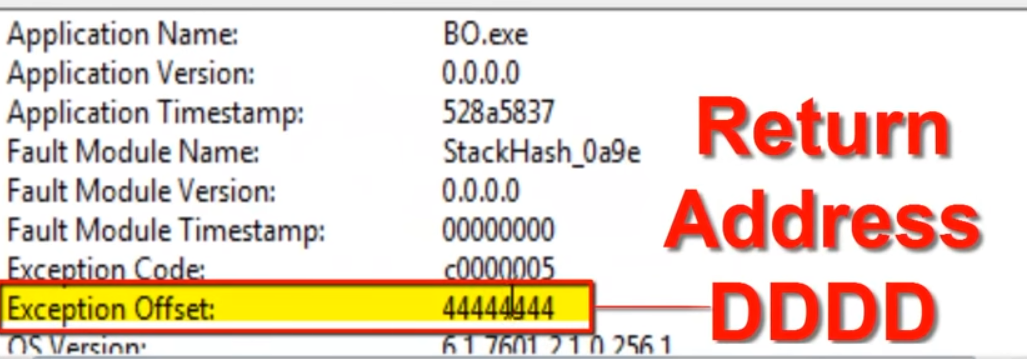 Application Name: BO.exe
Application Version: 0.0.0.0
Application Timestamp: 528a5837
Fault Module Name: StackHash_0a9e
Fault Module Version: 0.0.0.0
Fault Module Timestamp: 00000000
Exception Code: c0000005
Exception Offset: 44444444
OS Version: 6.1.7601.2.1.0.256.1
Return
Address
DDDD